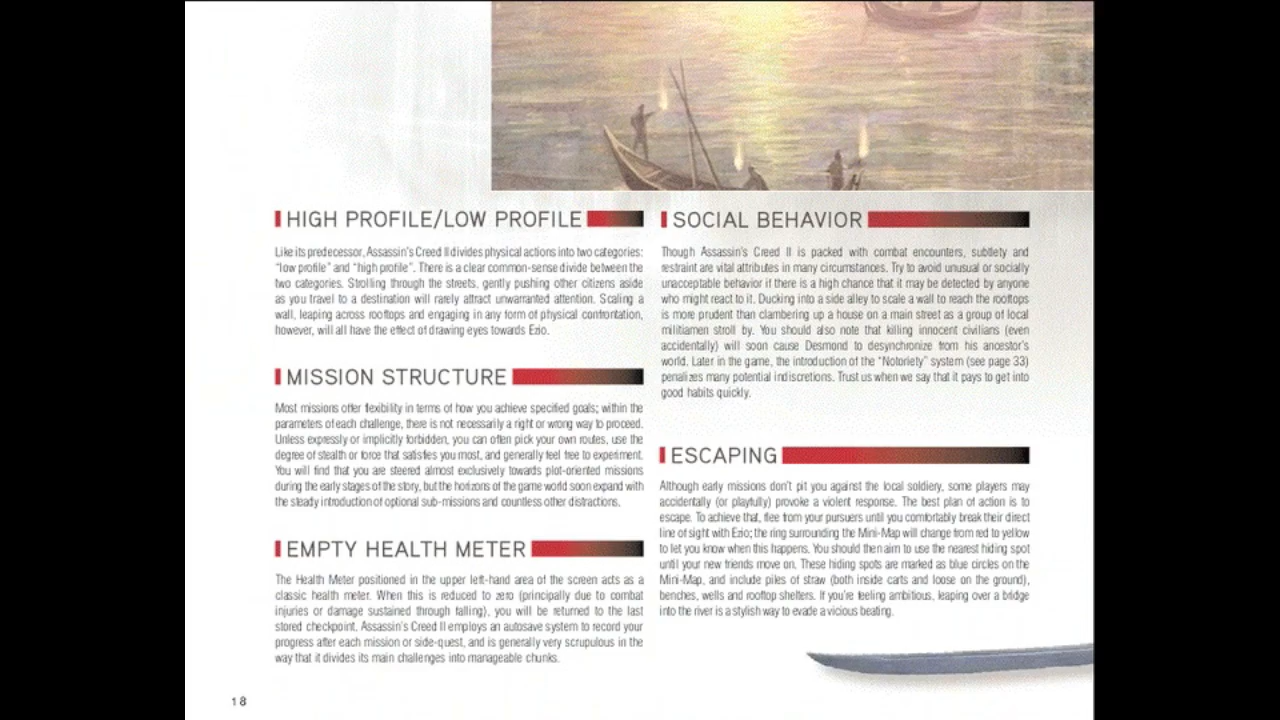 HIGH PROFILE/LOW PROFILE
Like its predecessor, Assassin's Creed II divides physical actions into two categories:
"low profile" and "high profile". There is a clear common-sense divide between the
two categories. Strolling through the streets, gently pushing other citizens aside
as you travel to a destination will rarely attract unwarranted attention. Scaling a
wall, leaping across rooftops and engaging in any form of physical confrontation,
however, will all have the effect of drawing eyes towards Ezio.
MISSION STRUCTURE
Most missions offer flexibility in terms of how you achieve specified goals; within the
parameters of each challenge, there is not necessarily a right or wrong way to proceed.
Unless expressly or implicitly forbidden, you can often pick your own routes, use the
degree of stealth or force that satisfies you most, and generally feel free to experiment.
You will find that you are steered almost exclusively towards plot-oriented missions
during the early stages of the story, but the horizons of the game world soon expand with
the steady introduction of optional sub-missions and countless other distractions.
EMPTY HEALTH METER
The Health Meter positioned in the upper left-hand area of the screen acts as a
classic health meter. When this is reduced to zero (principally due to combat
injuries or damage sustained through falling), you will be returned to the last
stored checkpoint. Assassin's Creed II employs an autosave system to record your
progress after each mission or side-quest, and is generally very scrupulous in the
way that it divides its main challenges into manageable chunks.
SOCIAL BEHAVIOR
Though Assassin's Creed II is packed with combat encounters, subtlety and
restraint are vital attributes in many circumstances. Try to avoid unusual or socially
unacceptable behavior if there is a high chance that it may be detected by anyone
who might react to it. Ducking into a side alley to scale a wall to reach the rooftops
is more prudent than clambering up a house on a main street as a group of local
militiamen stroll by. You should also note that killing innocent civilians (even
accidentally) will soon cause Desmond to desynchronize from his ancestor's
world. Later in the game, the introduction of the "Notoriety" system (see page 33)
penalizes many potential indiscretions. Trust us when we say that it pays to get into
good habits quickly.
ESCAPING
Although early missions don't pit you against the local soldiery, some players may
accidentally (or playfully) provoke a violent response. The best plan of action is to
escape. To achieve that, flee from your pursuers until you comfortably break their direct
line of sight with Ezio; the ring surrounding the Mini-Map will change from red to yellow
to let you know when this happens. You should then aim to use the nearest hiding spot
until your new friends move on. These hiding spots are marked as blue circles on the
Mini-Map, and include piles of straw (both inside carts and loose on the ground),
benches, wells and rooftop shelters. If you're feeling ambitious, leaping over a bridge
into the river is a stylish way to evade a vicious beating.
18